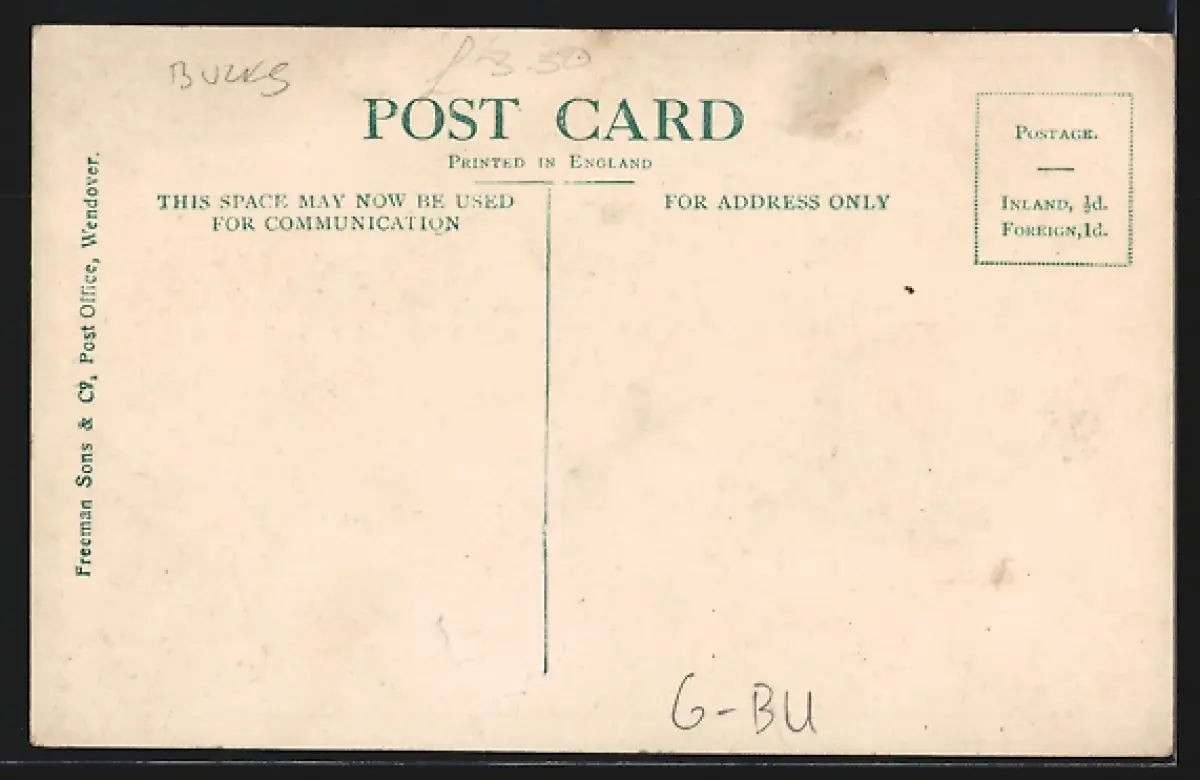 BUCKS
£3.50
POST CARD
PRINTED IN ENGLAND
THIS SPACE MAY NOW BE USED
FOR COMMUNICATION
FOR ADDRESS ONLY
POSTAGE.
INLAND, ½d.
FOREIGN, 1d.
Freeman Sons & Co, Post Office, Wendover.
G-BU